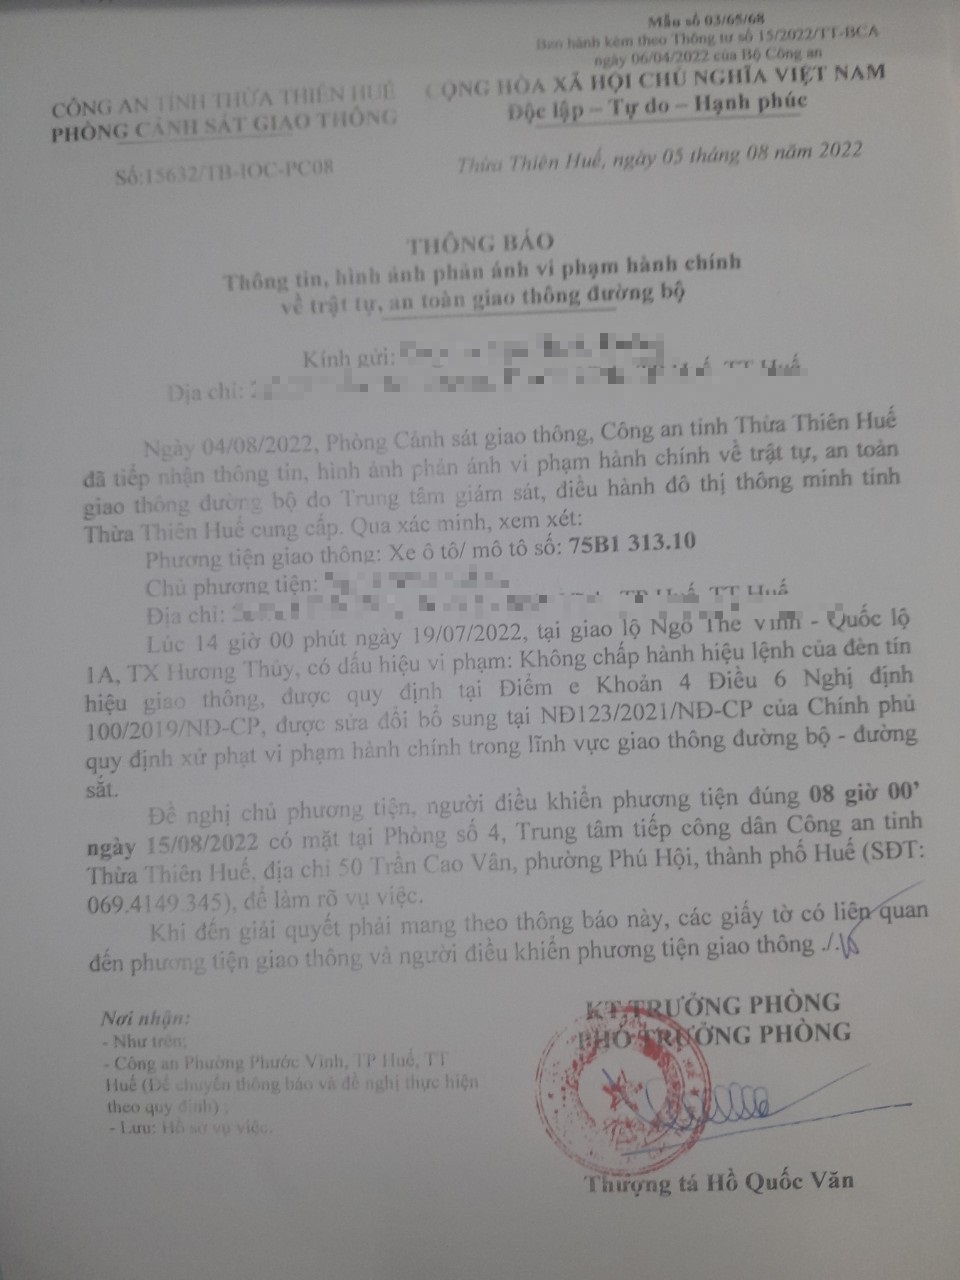 Mẫu số 03/65/68
Ban hành kèm theo Thông tư số 15/2022/TT-BCA
ngày 06/04/2022 của Bộ Công an
CÔNG AN TỈNH THỪA THIÊN HUẾ
PHÒNG CẢNH SÁT GIAO THÔNG
CỘNG HÒA XÃ HỘI CHỦ NGHĨA VIỆT NAM
Độc lập – Tự do – Hạnh phúc
Số:15632/TB-IOC-PC08
Thừa Thiên Huế, ngày 05 tháng 08 năm 2022
THÔNG BÁO
Thông tin, hình ảnh phản ánh vi phạm hành chính
về trật tự, an toàn giao thông đường bộ
Kính gửi:
Địa chỉ: Huế, TT Huế
Ngày 04/08/2022, Phòng Cảnh sát giao thông, Công an tỉnh Thừa Thiên Huế
đã tiếp nhận thông tin, hình ảnh phản ánh vi phạm hành chính về trật tự, an toàn
giao thông đường bộ do Trung tâm giám sát, điều hành đô thị thông minh tỉnh
Thừa Thiên Huế cung cấp. Qua xác minh, xem xét:
Phương tiện giao thông: Xe ô tô/ mô tô số: 75B1 313.10
Chủ phương tiện:
Địa chỉ: TP Huế, TT Huế
Lúc 14 giờ 00 phút ngày 19/07/2022, tại giao lộ Ngô Thế Vinh - Quốc lộ
1A, TX Hương Thủy, có dấu hiệu vi phạm: Không chấp hành hiệu lệnh của đèn tín
hiệu giao thông, được quy định tại Điểm e Khoản 4 Điều 6 Nghị định
100/2019/NĐ-CP, được sửa đổi bổ sung tại NĐ123/2021/NĐ-CP của Chính phủ
quy định xử phạt vi phạm hành chính trong lĩnh vực giao thông đường bộ - đường
sắt.
Đề nghị chủ phương tiện, người điều khiển phương tiện đúng 08 giờ 00’
ngày 15/08/2022 có mặt tại Phòng số 4, Trung tâm tiếp công dân Công an tỉnh
Thừa Thiên Huế, địa chỉ 50 Trần Cao Vân, phường Phú Hội, thành phố Huế (SĐT:
069.4149.345), để làm rõ vụ việc.
Khi đến giải quyết phải mang theo thông báo này, các giấy tờ có liên quan
đến phương tiện giao thông và người điều khiển phương tiện giao thông ./.
Nơi nhận:
- Như trên;
- Công an Phường Phước Vĩnh, TP Huế, TT
Huế (Để chuyển thông báo và đề nghị thực hiện
theo quy định) ;
- Lưu: Hồ sơ vụ việc.
KT.TRƯỞNG PHÒNG
PHÓ TRƯỞNG PHÒNG
Thượng tá Hồ Quốc Văn